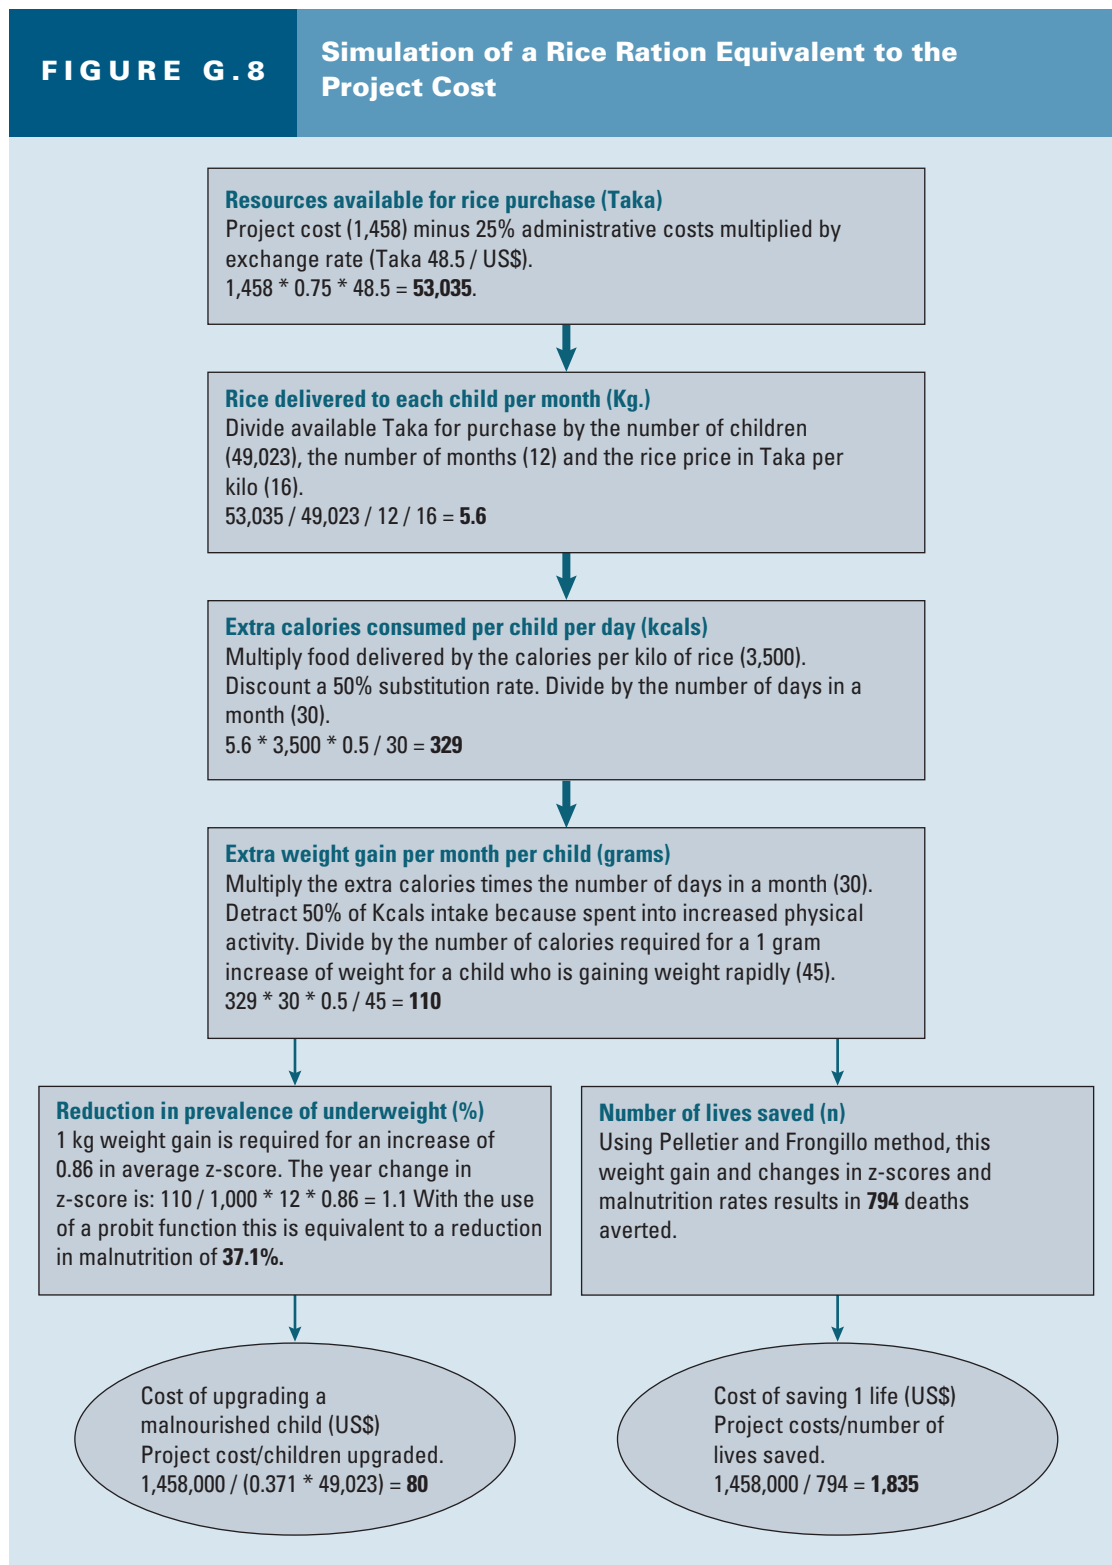 FIGURE G.8
Simulation of a Rice Ration Equivalent to the
Project Cost
Resources available for rice purchase (Taka)
Project cost (1,458) minus 25% administrative costs multiplied by
exchange rate (Taka 48.5 / US$).
1,458 * 0.75 * 48.5 = 53,035.
Rice delivered to each child per month (Kg.)
Divide available Taka for purchase by the number of children
(49,023), the number of months (12) and the rice price in Taka per
kilo (16).
53,035 / 49,023 / 12 / 16 = 5.6
Extra calories consumed per child per day (kcals)
Multiply food delivered by the calories per kilo of rice (3,500).
Discount a 50% substitution rate. Divide by the number of days in a
month (30).
5.6 * 3,500 * 0.5 / 30 = 329
Extra weight gain per month per child (grams)
Multiply the extra calories times the number of days in a month (30).
Detract 50% of Kcals intake because spent into increased physical
activity. Divide by the number of calories required for a 1 gram
increase of weight for a child who is gaining weight rapidly (45).
329 * 30 * 0.5 / 45 = 110
Reduction in prevalence of underweight (%)
1 kg weight gain is required for an increase of
0.86 in average z-score. The year change in
z-score is: 110 / 1,000 * 12 * 0.86 = 1.1 With the use
of a probit function this is equivalent to a reduction
in malnutrition of 37.1%.
Number of lives saved (n)
Using Pelletier and Frongillo method, this
weight gain and changes in z-scores and
malnutrition rates results in 794 deaths
averted.
Cost of upgrading a
malnourished child (US$)
Project cost/children upgraded.
1,458,000 / (0.371 * 49,023) = 80
Cost of saving 1 life (US$)
Project costs/number of
lives saved.
1,458,000 / 794 = 1,835